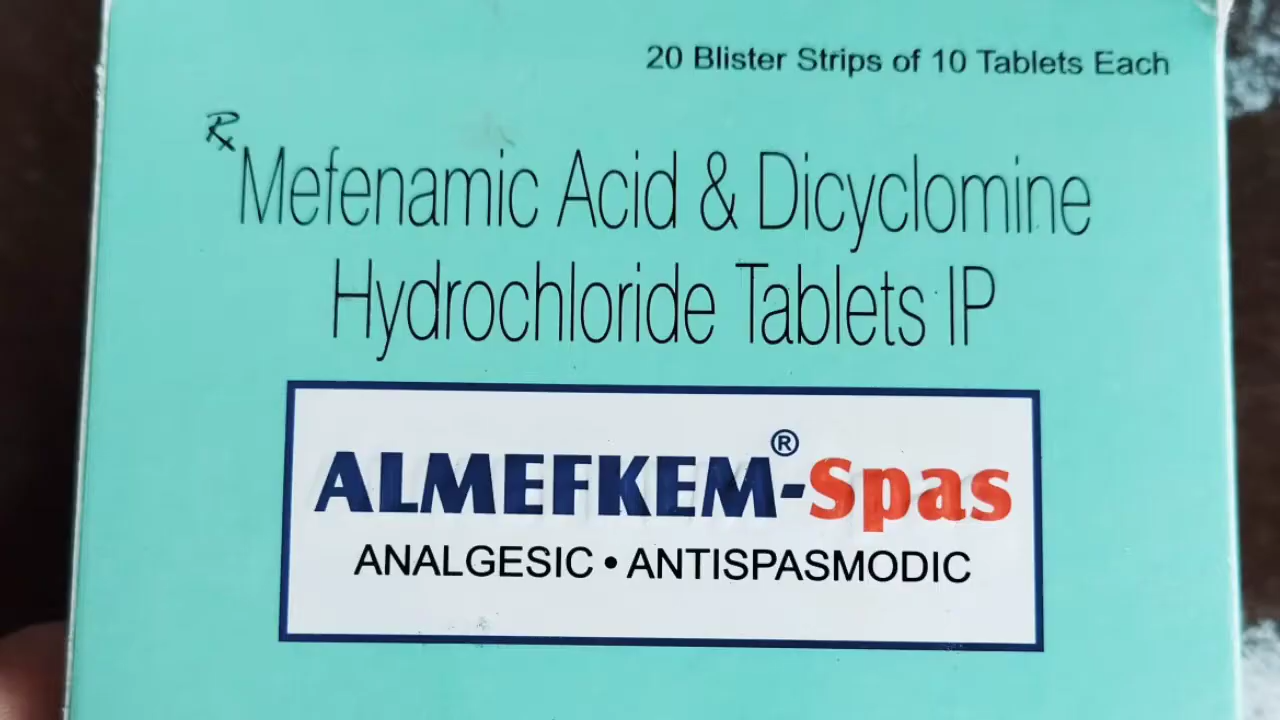 20 Blister Strips of 10 Tablets Each
℞
Mefenamic Acid & Dicyclomine
Hydrochloride Tablets IP
ALMEFKEM®-Spas
ANALGESIC • ANTISPASMODIC